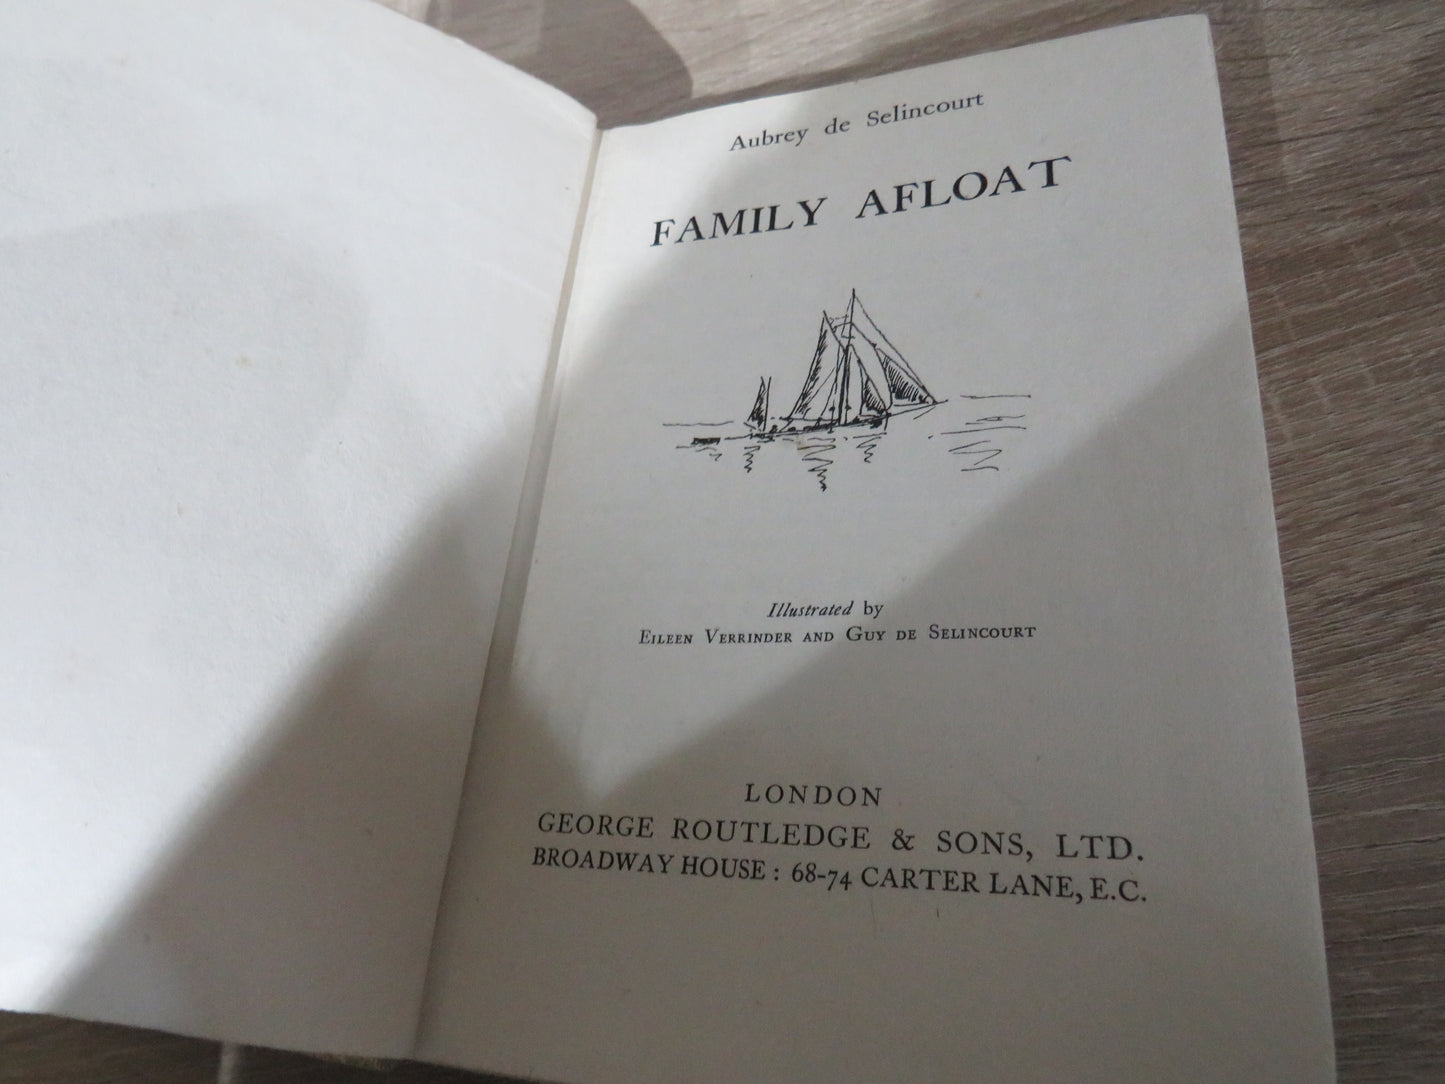 Aubrey de Selincourt
FAMILY AFLOAT
Illustrated by
EILEEN VERRINDER AND GUY DE SELINCOURT
LONDON
GEORGE ROUTLEDGE & SONS, LTD.
BROADWAY HOUSE: 68-74 CARTER LANE, E.C.